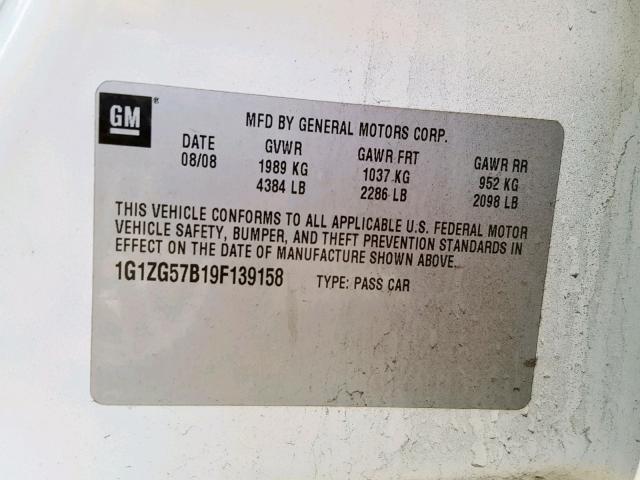 GM ®
MFD BY GENERAL MOTORS CORP.
DATE GVWR GAWR FRT GAWR RR
08/08 1989 KG 1037 KG 952 KG
4384 LB 2286 LB 2098 LB
THIS VEHICLE CONFORMS TO ALL APPLICABLE U.S. FEDERAL MOTOR
VEHICLE SAFETY, BUMPER, AND THEFT PREVENTION STANDARDS IN
EFFECT ON THE DATE OF MANUFACTURE SHOWN ABOVE.
1G1ZG57B19F139158 TYPE: PASS CAR